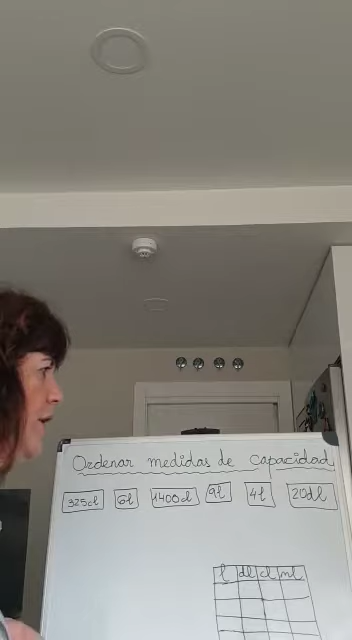 Ordenar medidas de capacidad
325cl 6l 1400cl 9l 4l 20dl
l dl cl ml